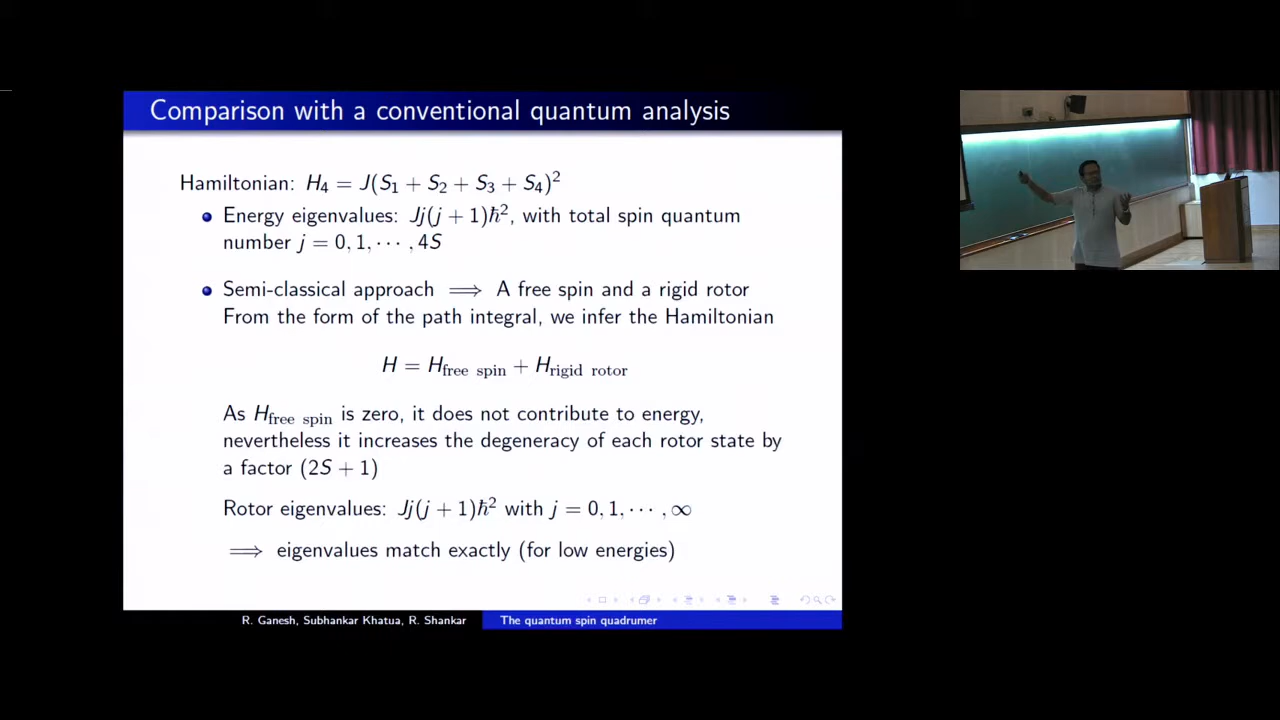 Comparison with a conventional quantum analysis
Hamiltonian: H₄ = J(S₁ + S₂ + S₃ + S₄)²
Energy eigenvalues: Jj(j + 1)ℏ², with total spin quantum
number j = 0, 1, ⋯ , 4S
Semi-classical approach ⟹ A free spin and a rigid rotor
From the form of the path integral, we infer the Hamiltonian
H = H_free spin + H_rigid rotor
As H_free spin is zero, it does not contribute to energy,
nevertheless it increases the degeneracy of each rotor state by
a factor (2S + 1)
Rotor eigenvalues: Jj(j + 1)ℏ² with j = 0, 1, ⋯ , ∞
⟹ eigenvalues match exactly (for low energies)
R. Ganesh, Subhankar Khatua, R. Shankar The quantum spin quadrumer